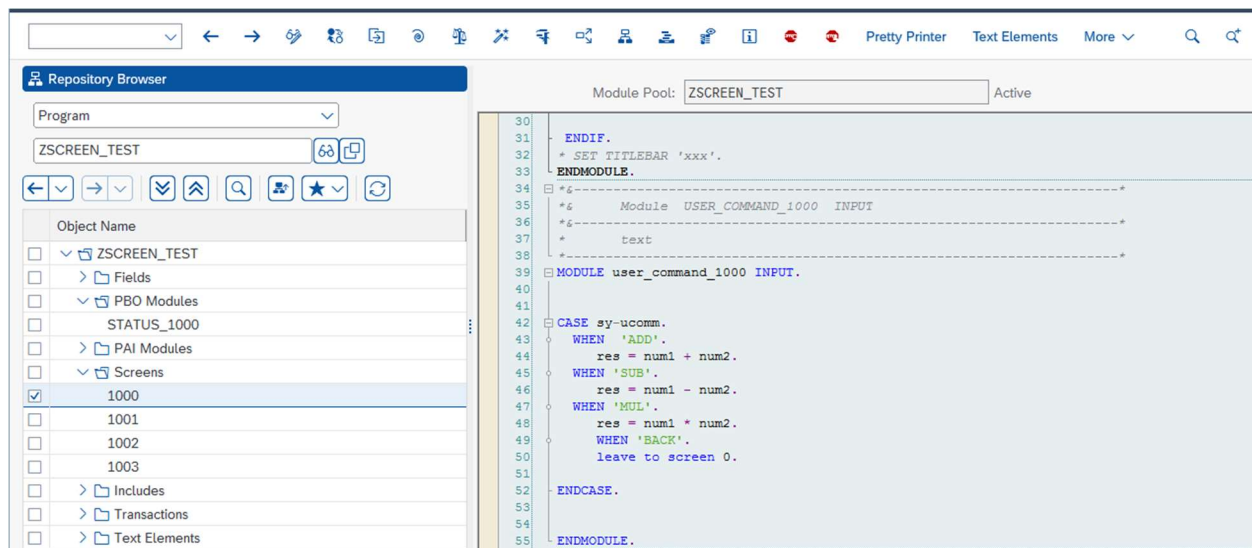 Pretty Printer Text Elements More
Repository Browser
Program
ZSCREEN_TEST
Object Name
ZSCREEN_TEST
Fields
PBO Modules
STATUS_1000
PAI Modules
Screens
1000
1001
1002
1003
Includes
Transactions
Text Elements
Module Pool: ZSCREEN_TEST Active
30
31 ENDIF.
32 * SET TITLEBAR 'xxx'.
33 ENDMODULE.
34 *&---------------------------------------------------------------------*
35 *& Module USER_COMMAND_1000 INPUT
36 *&---------------------------------------------------------------------*
37 * text
38 *----------------------------------------------------------------------*
39 MODULE user_command_1000 INPUT.
40
41
42 CASE sy-ucomm.
43 WHEN 'ADD'.
44 res = num1 + num2.
45 WHEN 'SUB'.
46 res = num1 - num2.
47 WHEN 'MUL'.
48 res = num1 * num2.
49 WHEN 'BACK'.
50 leave to screen 0.
51
52 ENDCASE.
53
54
55 ENDMODULE.